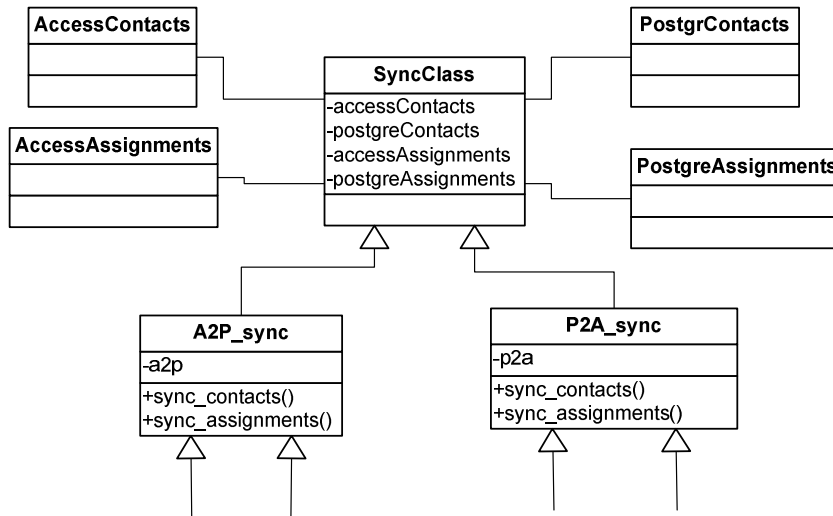 AccessContacts
PostgrContacts
SyncClass
-accessContacts
-postgreContacts
-accessAssignments
-postgreAssignments
AccessAssignments
PostgreAssignments
A2P_sync
-a2p
+sync_contacts()
+sync_assignments()
P2A_sync
-p2a
+sync_contacts()
+sync_assignments()